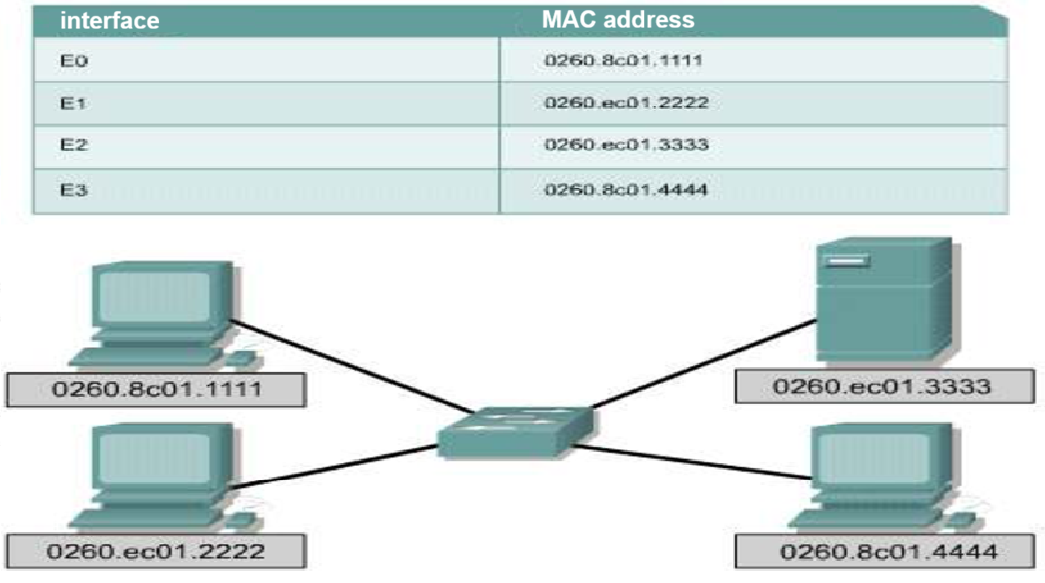 interface MAC address
E0 0260.8c01.1111
E1 0260.ec01.2222
E2 0260.ec01.3333
E3 0260.8c01.4444
0260.8c01.1111 0260.ec01.3333
0260.ec01.2222 0260.8c01.4444